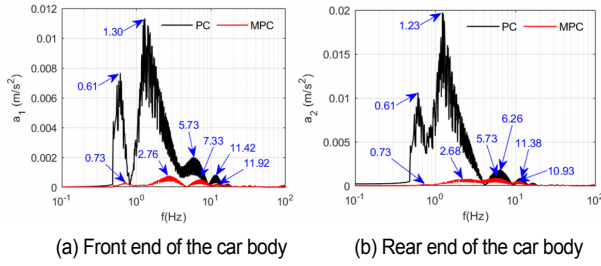 0.012
0.01
0.008
0.006
0.004
0.002
0
a1 (m/s2)
PC MPC
1.30
0.61
0.73
2.76
5.73
7.33
11.42
11.92
10-1 100 101 102
f(Hz)
(a) Front end of the car body
0.02
0.015
0.01
0.005
0
a2 (m/s2)
PC MPC
1.23
0.61
0.73
2.68
5.73
6.26
11.38
10.93
10-1 100 101 102
f(Hz)
(b) Rear end of the car body